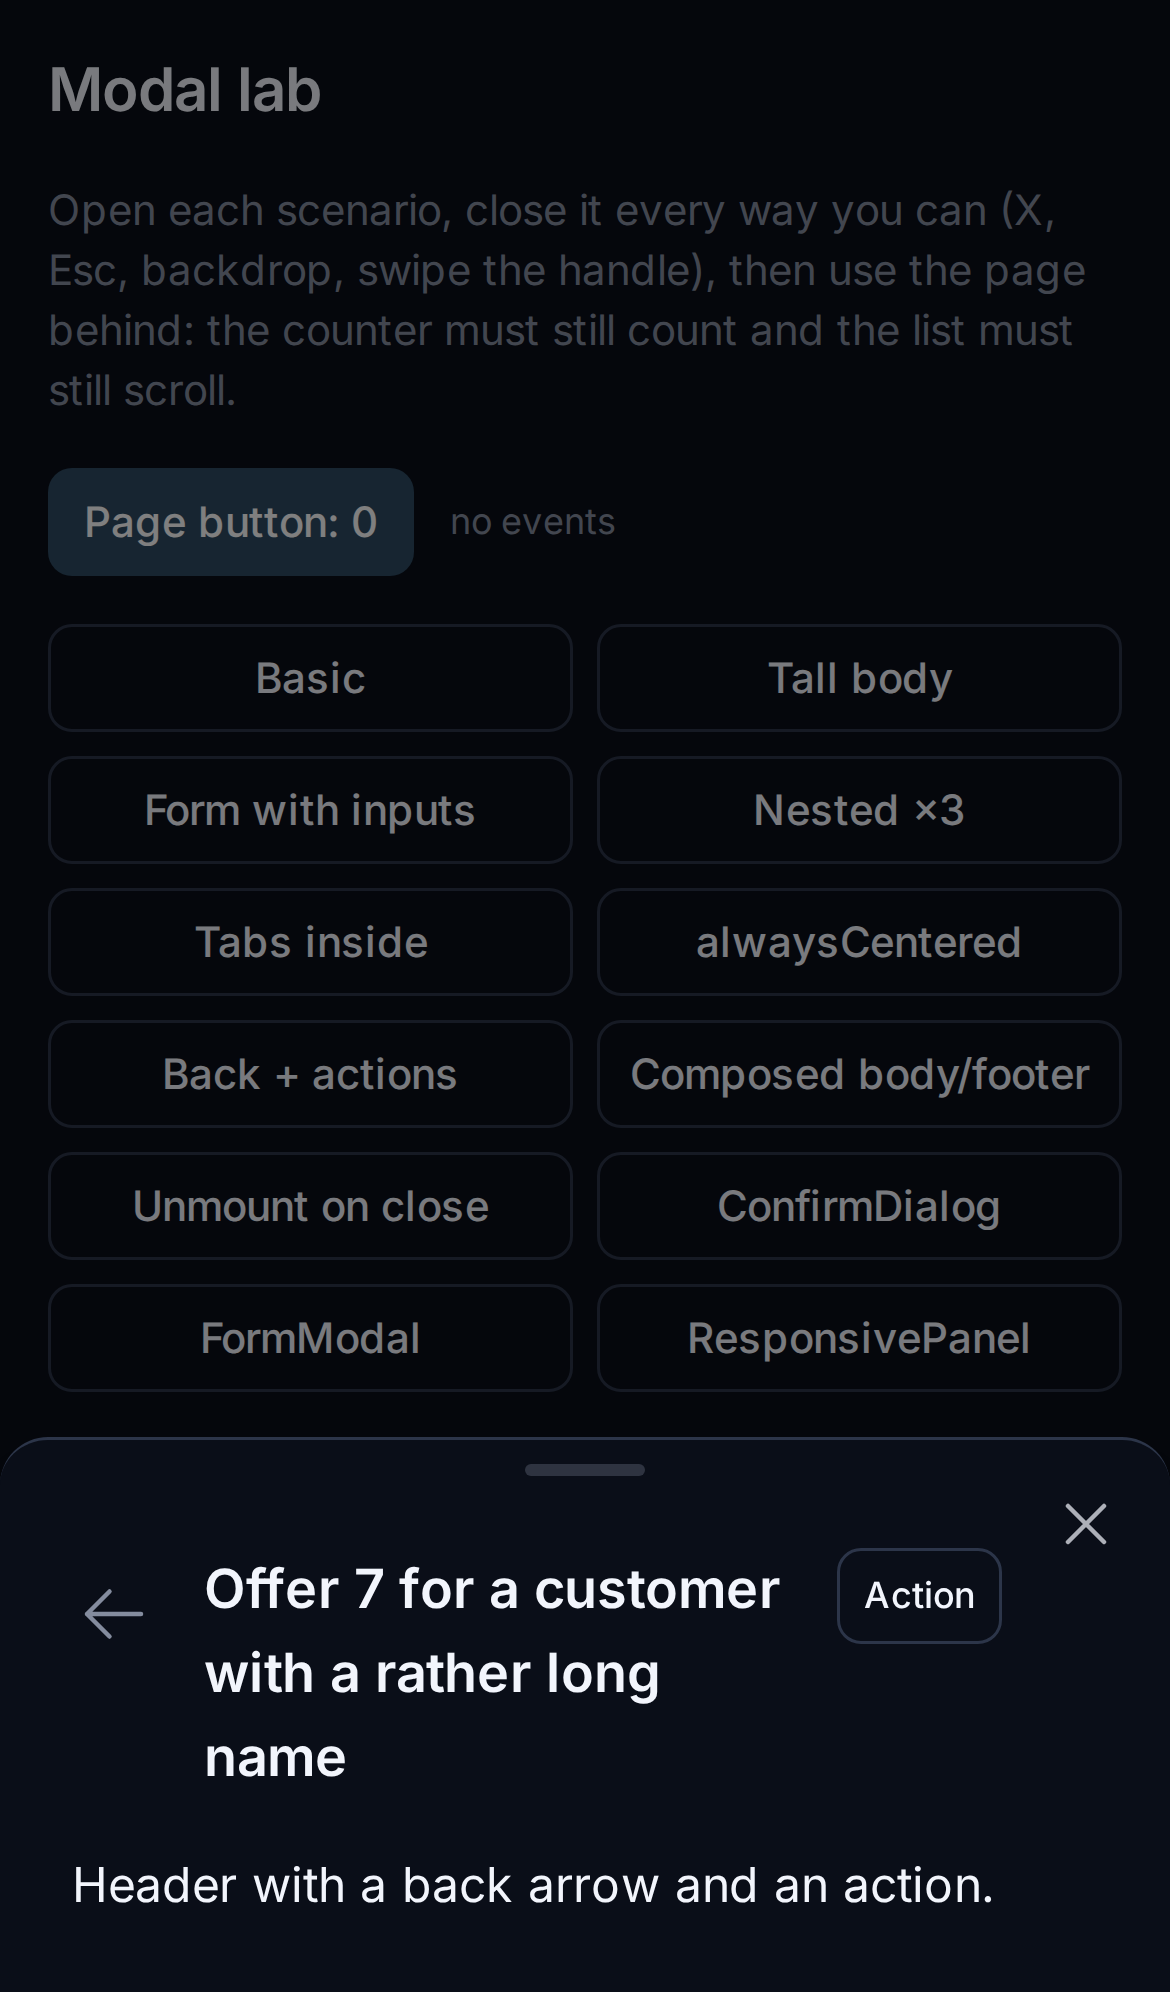 Modal lab
Open each scenario, close it every way you can (X,
Esc, backdrop, swipe the handle), then use the page
behind: the counter must still count and the list must
still scroll.
Page button: 0
no events
Basic
Tall body
Form with inputs
Nested ×3
Tabs inside
alwaysCentered
Back + actions
Composed body/footer
Unmount on close
ConfirmDialog
FormModal
ResponsivePanel
Offer 7 for a customer
with a rather long
name
Action
Header with a back arrow and an action.